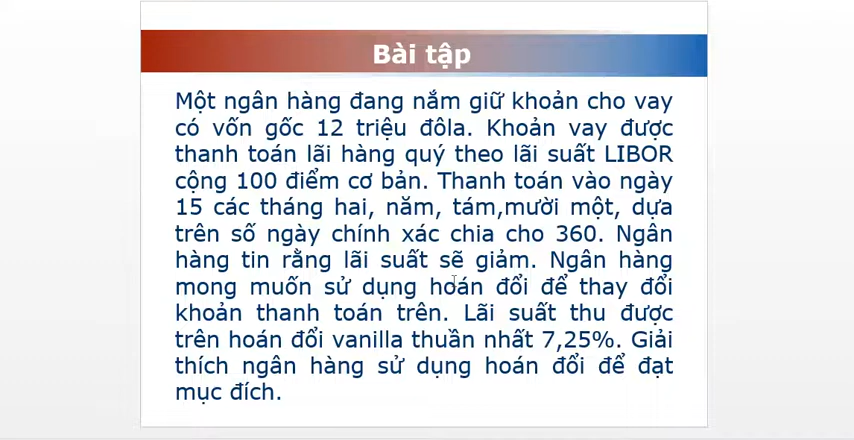 Bài tập
Một ngân hàng đang nắm giữ khoản cho vay
có vốn gốc 12 triệu đôla. Khoản vay được
thanh toán lãi hàng quý theo lãi suất LIBOR
cộng 100 điểm cơ bản. Thanh toán vào ngày
15 các tháng hai, năm, tám,mười một, dựa
trên số ngày chính xác chia cho 360. Ngân
hàng tin rằng lãi suất sẽ giảm. Ngân hàng
mong muốn sử dụng hoán đổi để thay đổi
khoản thanh toán trên. Lãi suất thu được
trên hoán đổi vanilla thuần nhất 7,25%. Giải
thích ngân hàng sử dụng hoán đổi để đạt
mục đích.